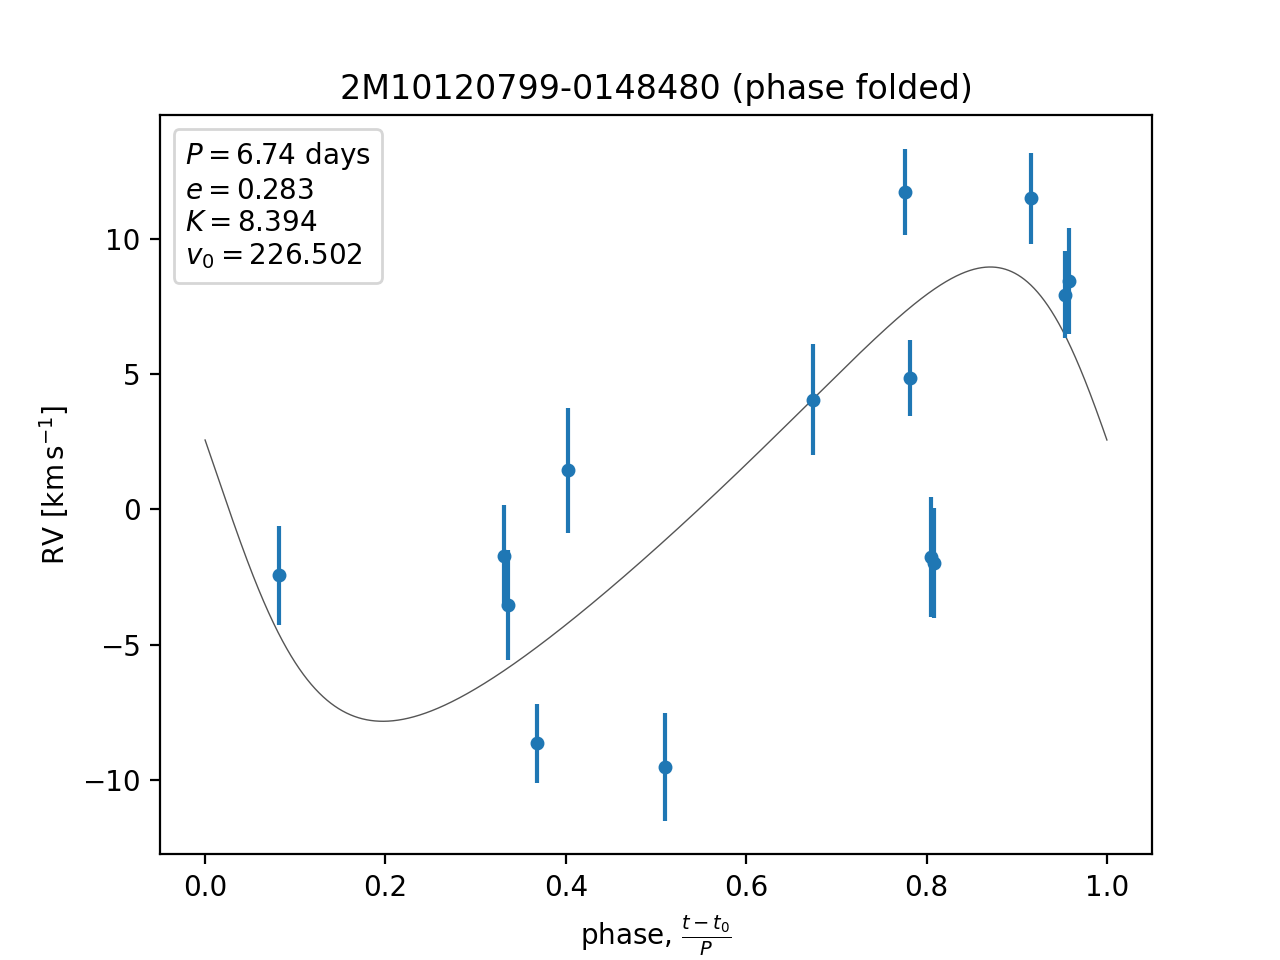 2M10120799-0148480 (phase folded)
P = 6.74 days
e = 0.283
K = 8.394
v₀ = 226.502
10
5
0
−5
−10
RV [km s⁻¹]
0.0 0.2 0.4 0.6 0.8 1.0
phase, (t − t₀)/P